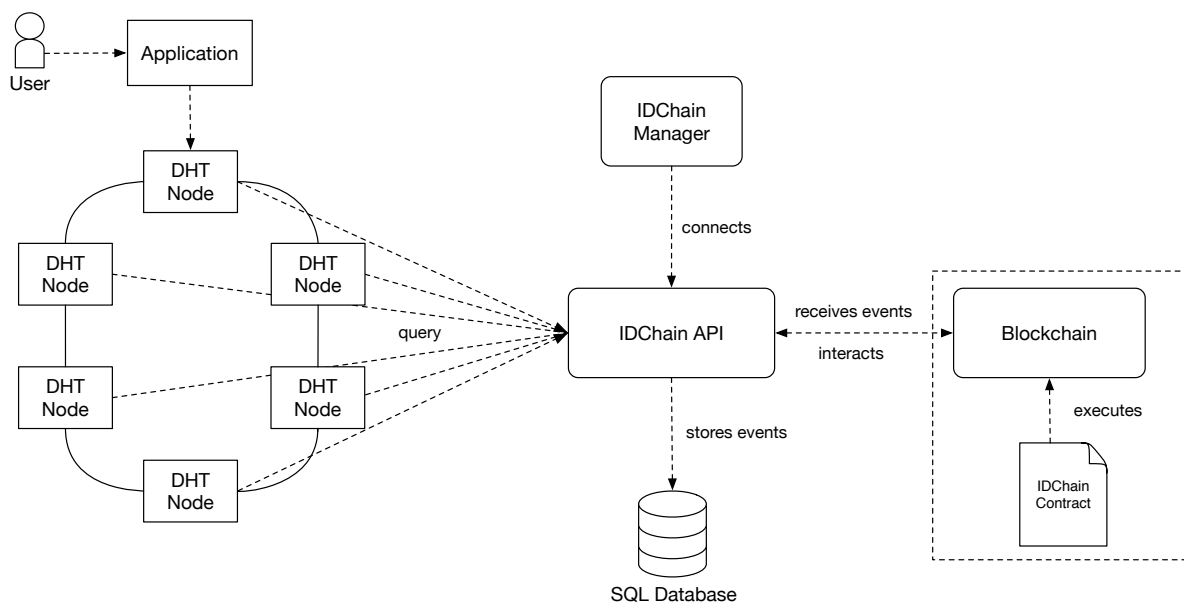 User
Application
IDChain
Manager
DHT
Node
connects
DHT
Node
DHT
Node
query
IDChain API
receives events
interacts
Blockchain
DHT
Node
DHT
Node
stores events
executes
DHT
Node
IDChain
Contract
SQL Database